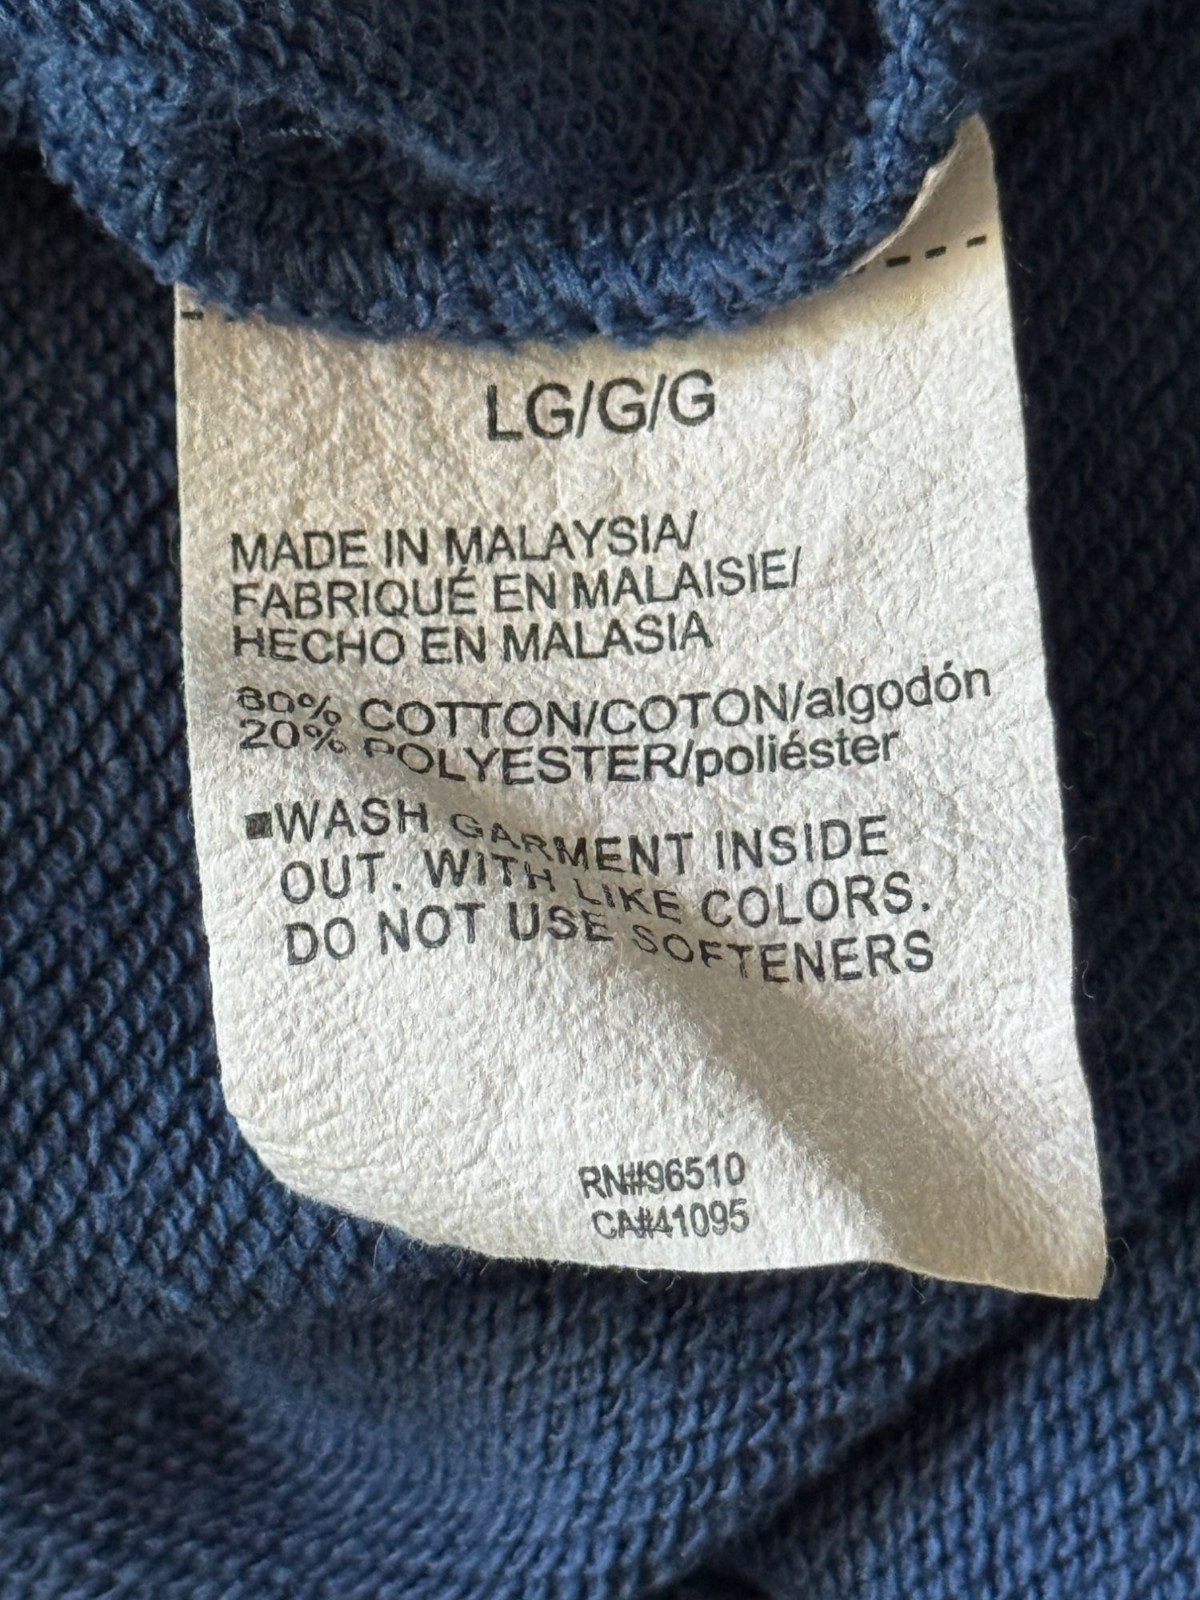 LG/G/G
MADE IN MALAYSIA/
FABRIQUÉ EN MALAISIE/
HECHO EN MALASIA
80% COTTON/COTON/algodón
20% POLYESTER/poliéster
■WASH GARMENT INSIDE
OUT. WITH LIKE COLORS.
DO NOT USE SOFTENERS
RN#96510
CA#41095